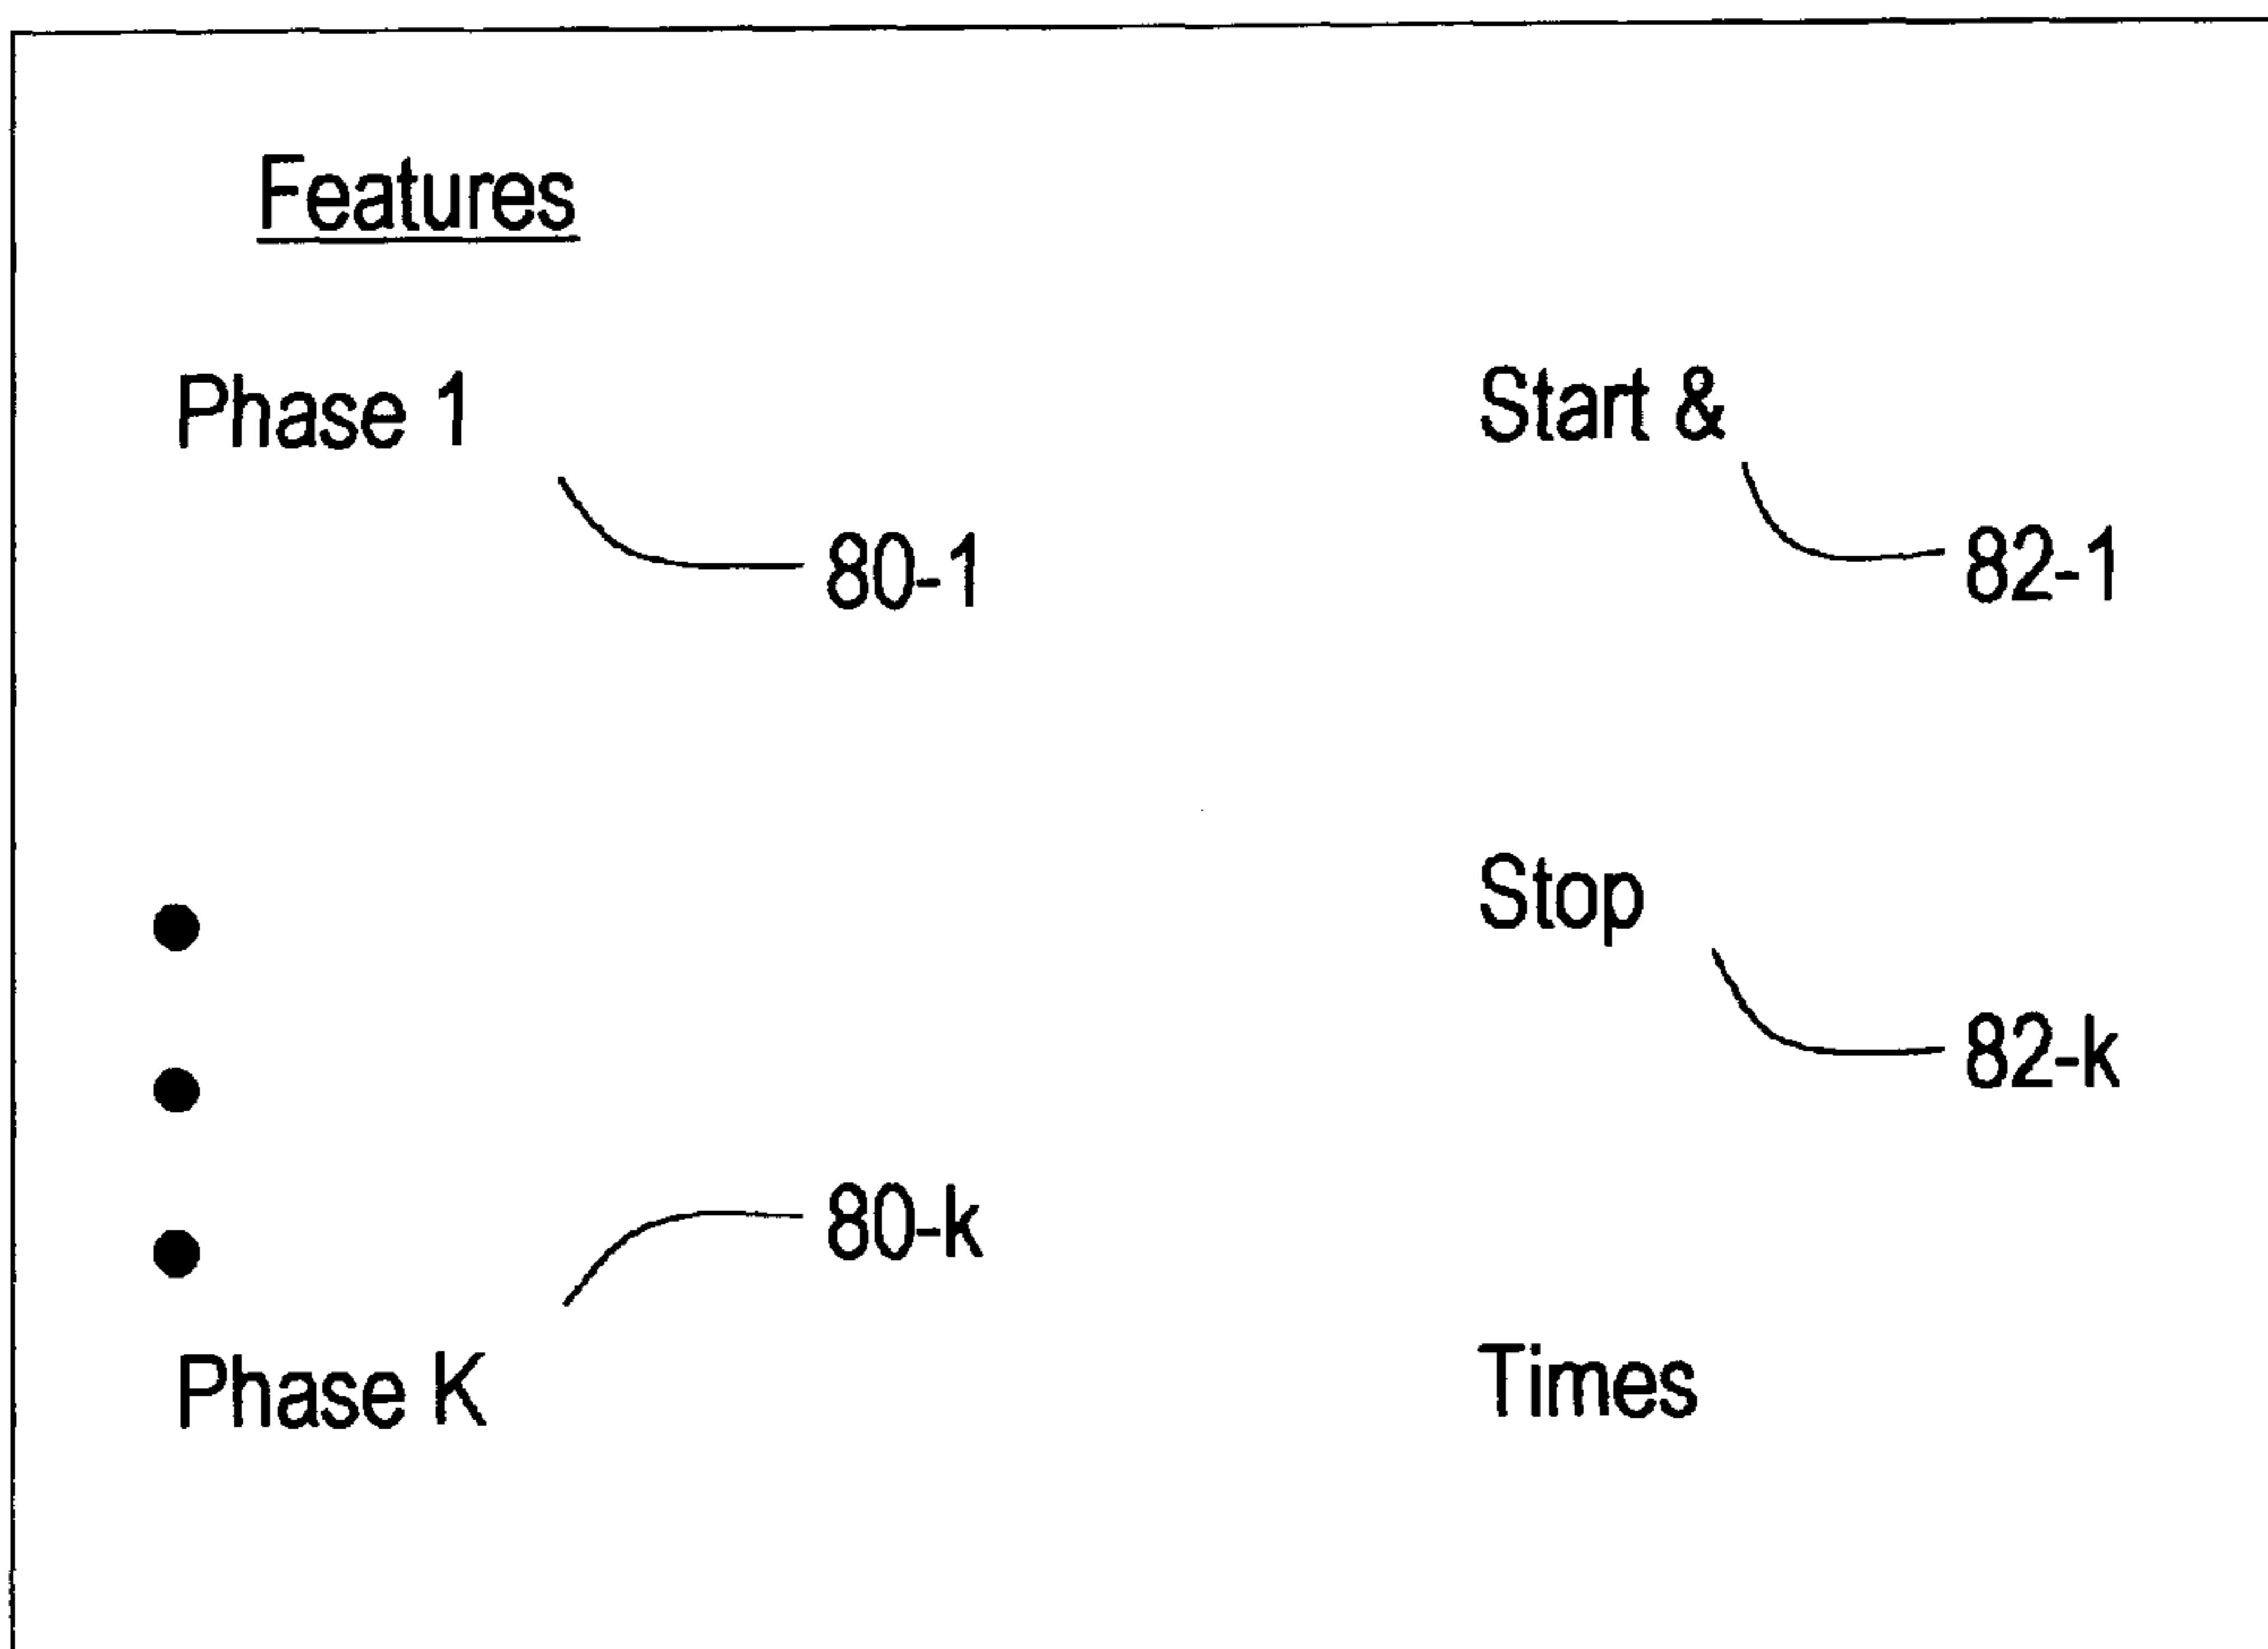 Features
Phase 1
Start &
80-1
82-1
Stop
82-k
80-k
Phase K
Times